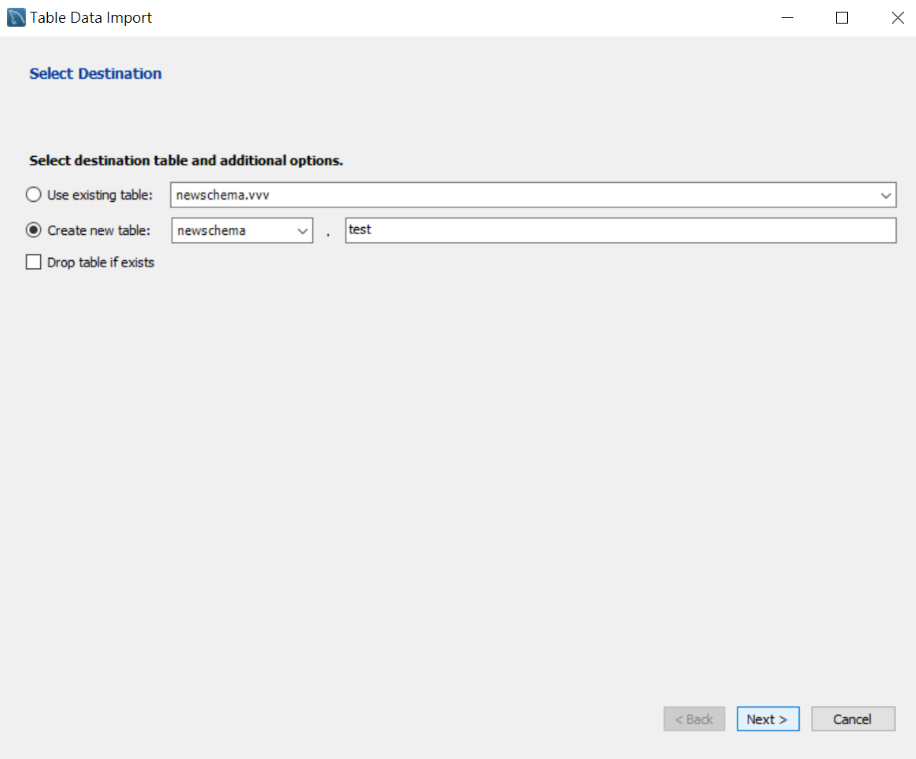 Table Data Import
Select Destination
Select destination table and additional options.
Use existing table: newschema.vvv
Create new table: newschema . test
Drop table if exists
< Back Next > Cancel